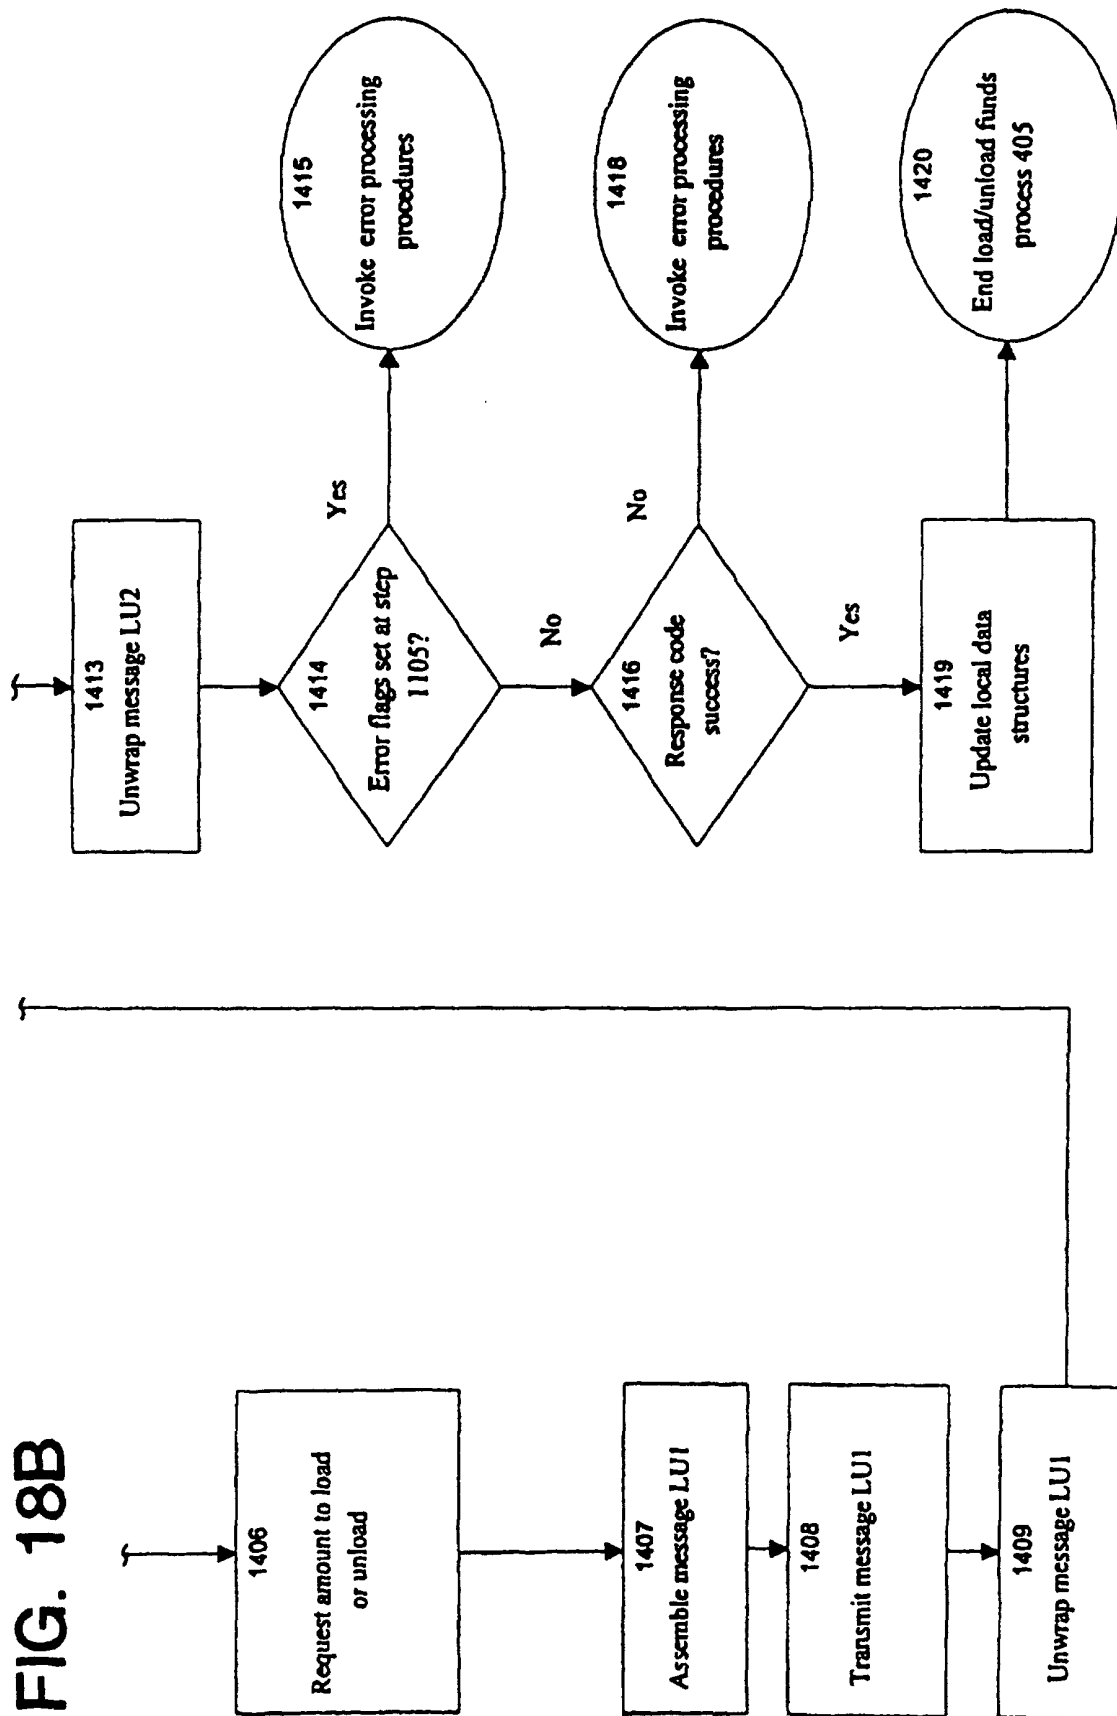 FIG. 18B
1406
Request amount to load
or unload
1407
Assemble message LU1
1408
Transmit message LU1
1409
Unwrap message LU1
1413
Unwrap message LU2
1414
Error flags set at step
1105?
Yes
1415
Invoke error processing
procedures
No
1416
Response code
success?
No
1418
Invoke error processing
procedures
Yes
1419
Update local data
structures
1420
End load/unload funds
process 405